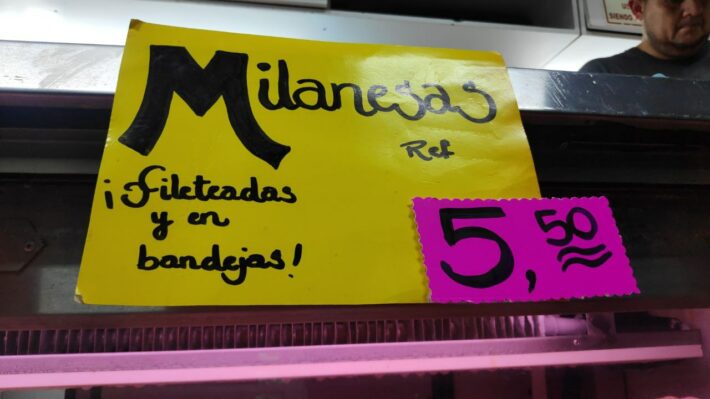 Milanesas
Ref
¡fileteadas
y en
bandejas!
5,50